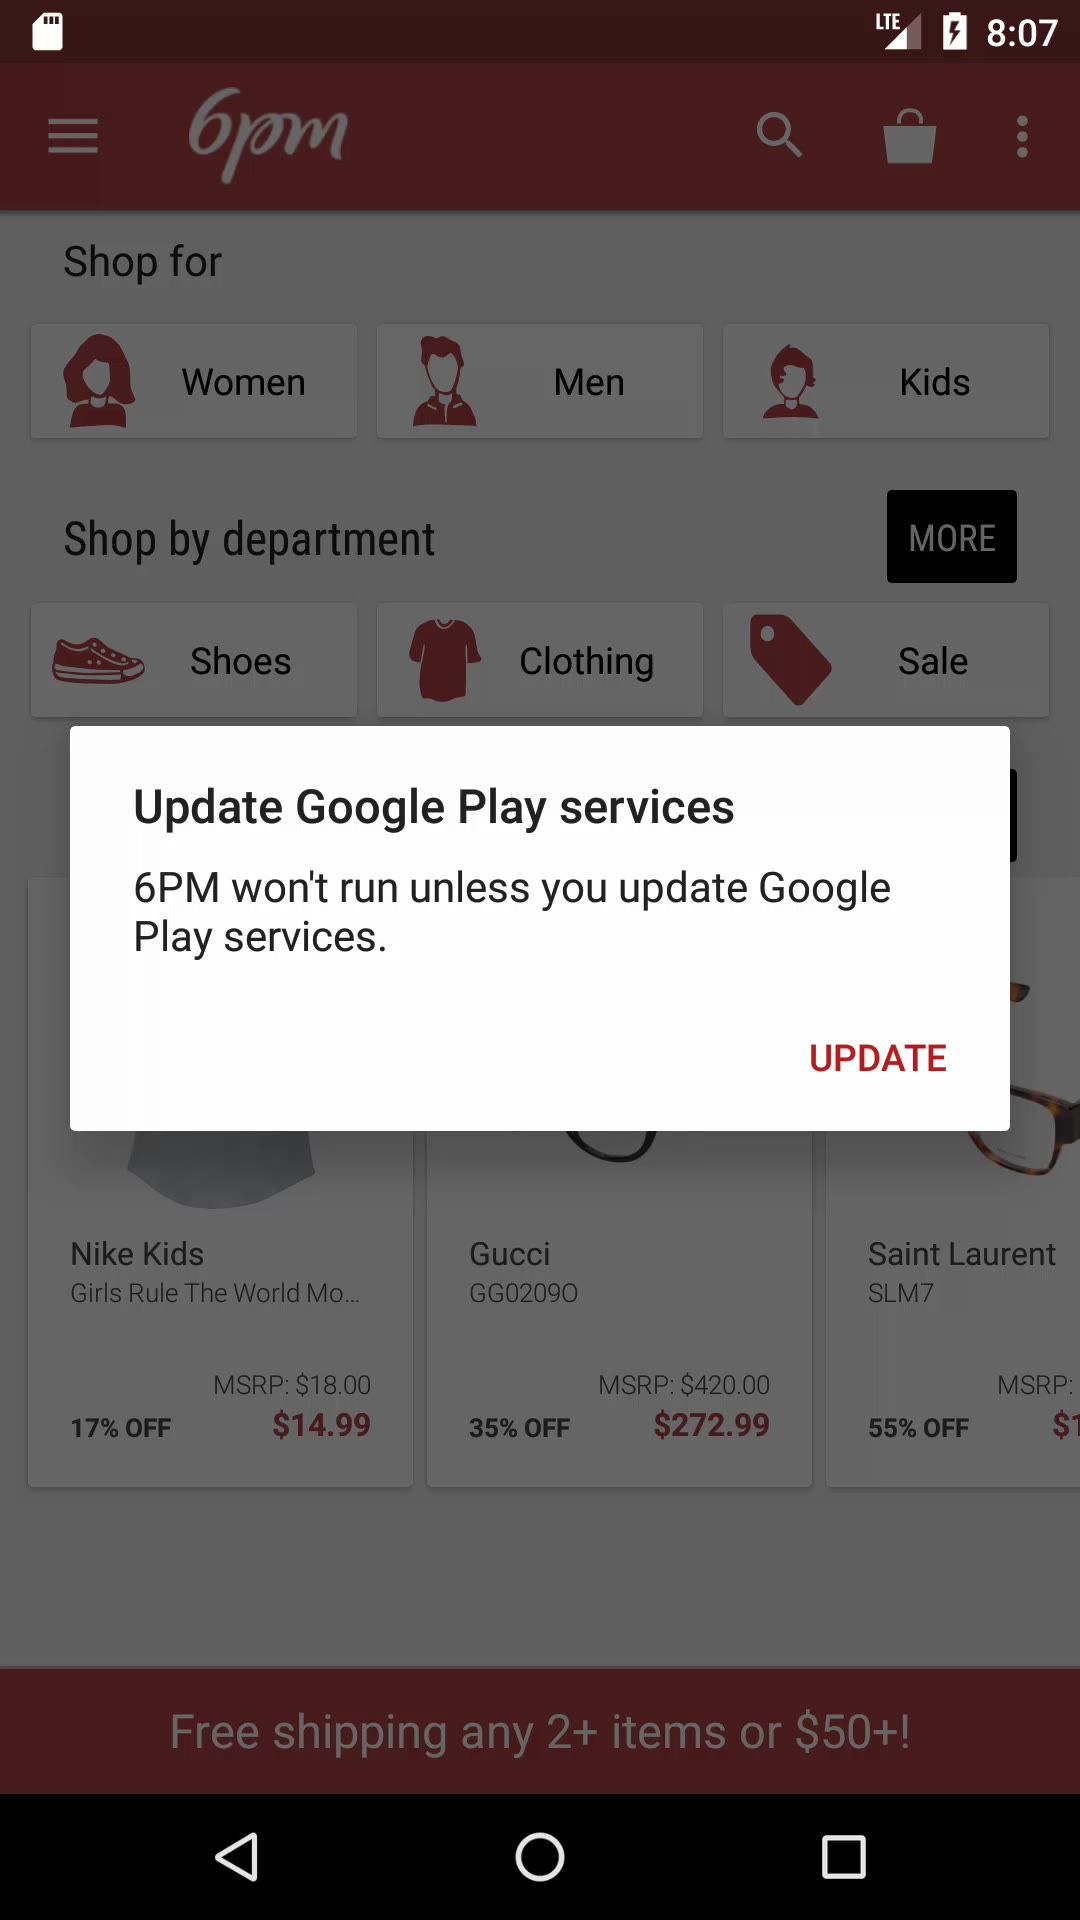 LTE 8:07
6pm
Shop for
Women Men Kids
Shop by department MORE
Shoes Clothing Sale
Update Google Play services
6PM won't run unless you update Google
Play services.
UPDATE
Nike Kids Gucci Saint Laurent
Girls Rule The World Mo... GG0209O SLM7
MSRP: $18.00 MSRP: $420.00 MSRP:
17% OFF $14.99 35% OFF $272.99 55% OFF $1
Free shipping any 2+ items or $50+!